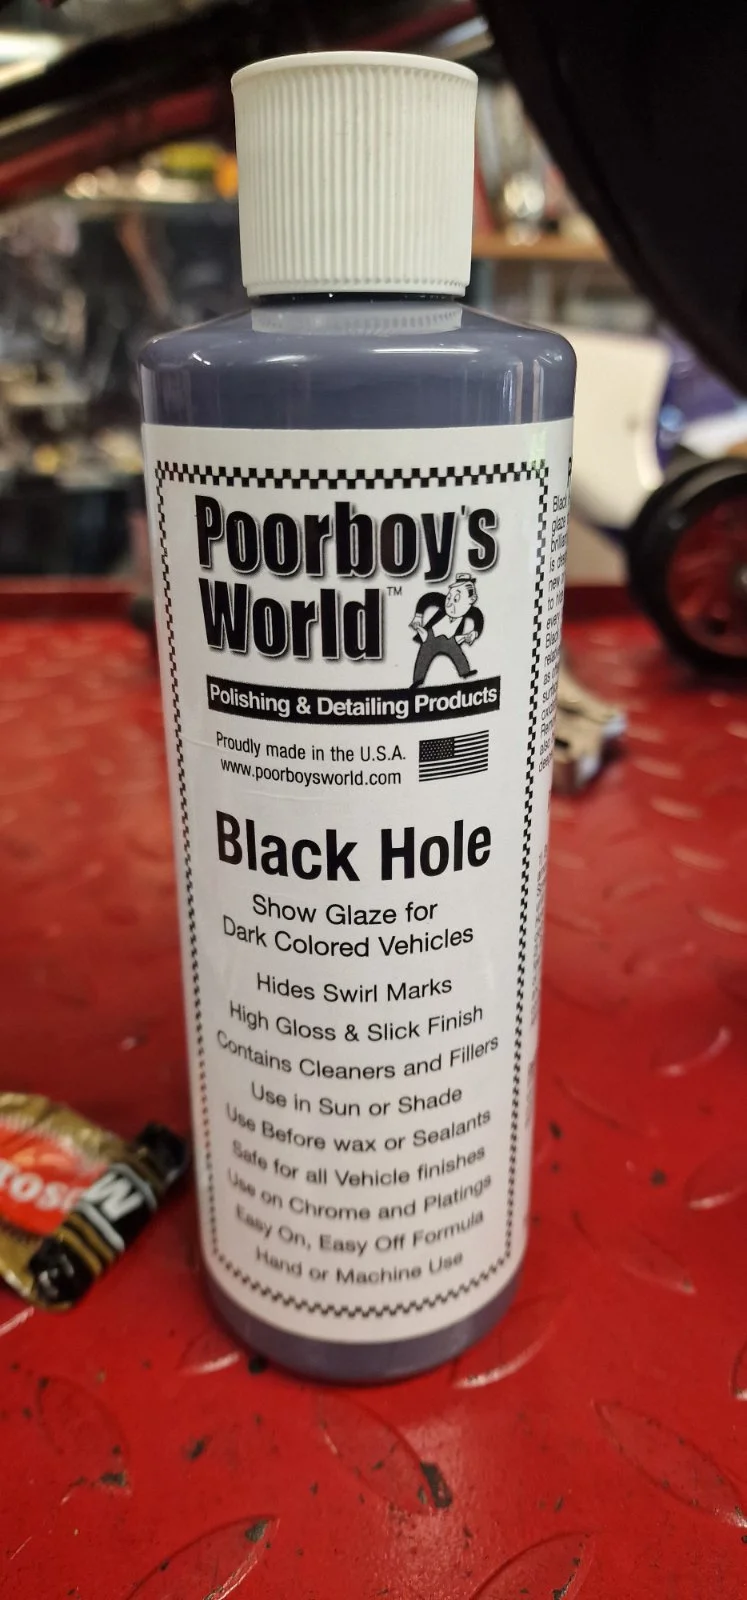 Poorboy's
World™
Polishing & Detailing Products
Proudly made in the U.S.A.
www.poorboysworld.com
Black Hole
Show Glaze for
Dark Colored Vehicles
Hides Swirl Marks
High Gloss & Slick Finish
Contains Cleaners and Fillers
Use in Sun or Shade
Use Before wax or Sealants
Safe for all Vehicle finishes
Use on Chrome and Platings
Easy On, Easy Off Formula
Hand or Machine Use